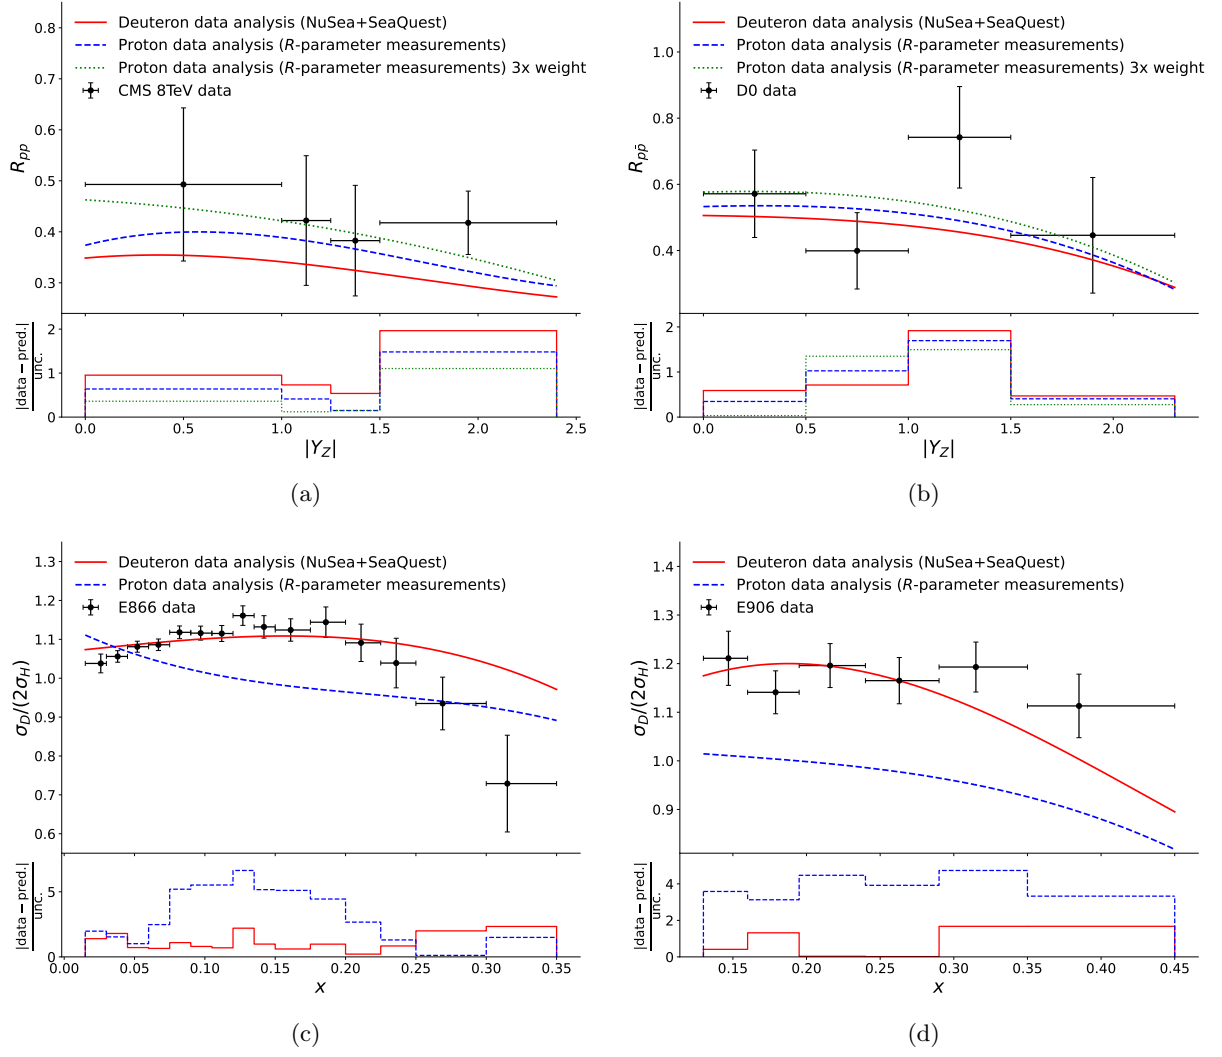 Deuteron data analysis (NuSea+SeaQuest)
Proton data analysis (R-parameter measurements)
Proton data analysis (R-parameter measurements) 3x weight
CMS 8TeV data
R_{pp}
0.8
0.7
0.6
0.5
0.4
0.3
|data − pred.|
unc.
2
1
0
0.0 0.5 1.0 1.5 2.0 2.5
|Y_Z|
(a)
Deuteron data analysis (NuSea+SeaQuest)
Proton data analysis (R-parameter measurements)
Proton data analysis (R-parameter measurements) 3x weight
D0 data
R_{pp̄}
1.0
0.8
0.6
0.4
|data − pred.|
unc.
2
1
0
0.0 0.5 1.0 1.5 2.0
|Y_Z|
(b)
Deuteron data analysis (NuSea+SeaQuest)
Proton data analysis (R-parameter measurements)
E866 data
σ_D/(2σ_H)
1.3
1.2
1.1
1.0
0.9
0.8
0.7
0.6
|data − pred.|
unc.
5
0
0.00 0.05 0.10 0.15 0.20 0.25 0.30 0.35
x
(c)
Deuteron data analysis (NuSea+SeaQuest)
Proton data analysis (R-parameter measurements)
E906 data
σ_D/(2σ_H)
1.4
1.3
1.2
1.1
1.0
0.9
|data − pred.|
unc.
4
2
0
0.15 0.20 0.25 0.30 0.35 0.40 0.45
x
(d)